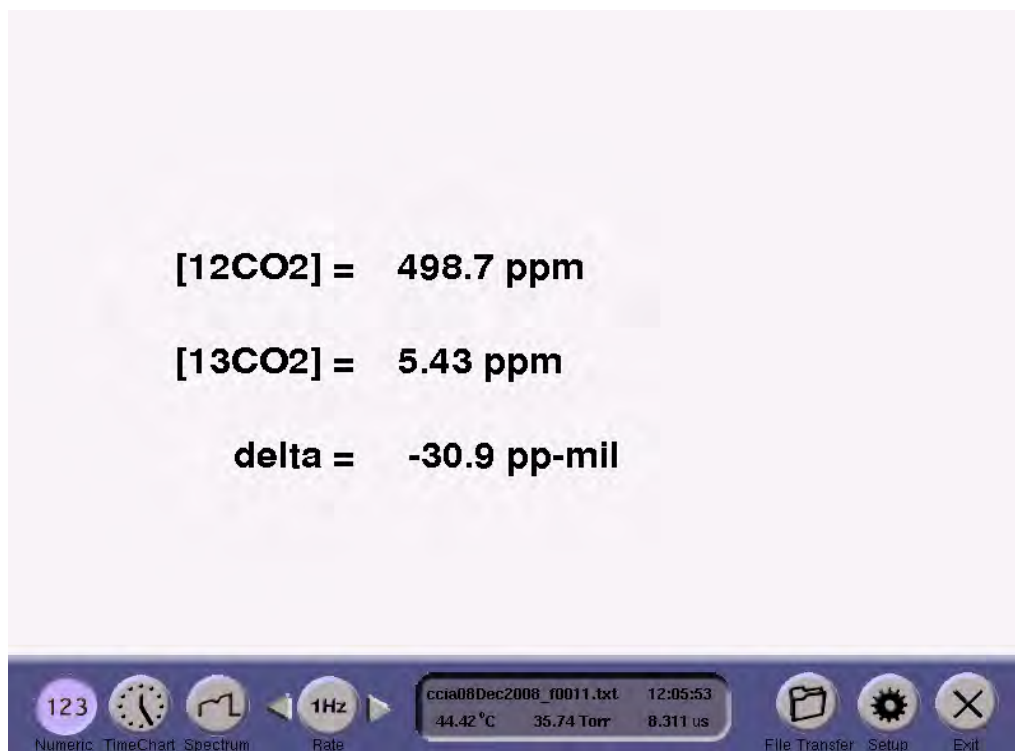 [12CO2] = 498.7 ppm
[13CO2] = 5.43 ppm
delta = -30.9 pp-mil
123
1Hz
ccia08Dec2008_f0011.txt 12:05:53
44.42 °C 35.74 Torr 8.311 us
Numeric TimeChart Spectrum Rate File Transfer Setup Exit